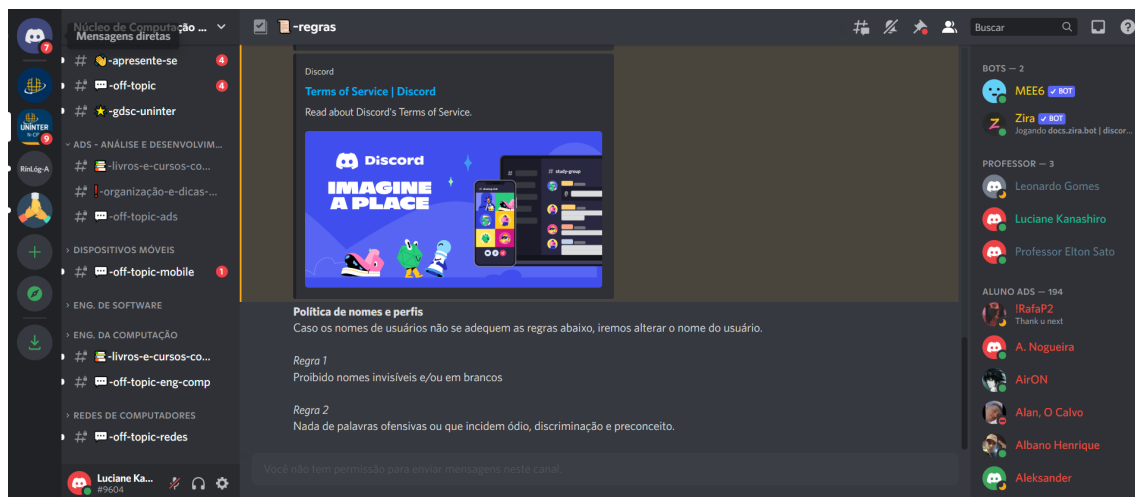 Núcleo de Computação ...
Mensagens diretas
7
-apresente-se
4
-off-topic
4
-gdsc-uninter
UNINTER
9
RinLóg-A
ADS - ANÁLISE E DESENVOLVIM...
-livros-e-cursos-co...
-organização-e-dicas-...
-off-topic-ads
DISPOSITIVOS MÓVEIS
-off-topic-mobile
1
ENG. DE SOFTWARE
ENG. DA COMPUTAÇÃO
-livros-e-cursos-co...
-off-topic-eng-comp
REDES DE COMPUTADORES
-off-topic-redes
Luciane Ka...
#9604
-regras
Buscar
Discord
Terms of Service | Discord
Read about Discord's Terms of Service.
Discord
IMAGINE
A PLACE
# study-group
Política de nomes e perfis
Caso os nomes de usuários não se adequem as regras abaixo, iremos alterar o nome do usuário.
Regra 1
Proibido nomes invisíveis e/ou em brancos
Regra 2
Nada de palavras ofensivas ou que incidem ódio, discriminação e preconceito.
Você não tem permissão para enviar mensagens neste canal.
BOTS — 2
MEE6 ✓ BOT
Zira ✓ BOT
Jogando docs.zira.bot | discor...
PROFESSOR — 3
Leonardo Gomes
Luciane Kanashiro
Professor Elton Sato
ALUNO ADS — 194
!RafaP2
Thank u next
A. Nogueira
AirON
Alan, O Calvo
Albano Henrique
Aleksander